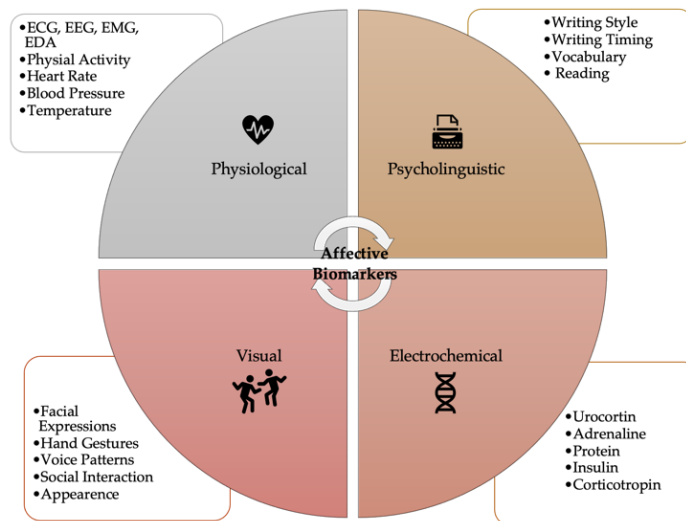 •ECG, EEG, EMG,
EDA
•Physial Activity
•Heart Rate
•Blood Pressure
•Temperature
•Writing Style
•Writing Timing
•Vocabulary
• Reading
Physiological
Psycholinguistic
Affective
Biomarkers
Visual
Electrochemical
•Facial
Expressions
•Hand Gestures
•Voice Patterns
•Social Interaction
•Appearence
•Urocortin
•Adrenaline
•Protein
•Insulin
•Corticotropin